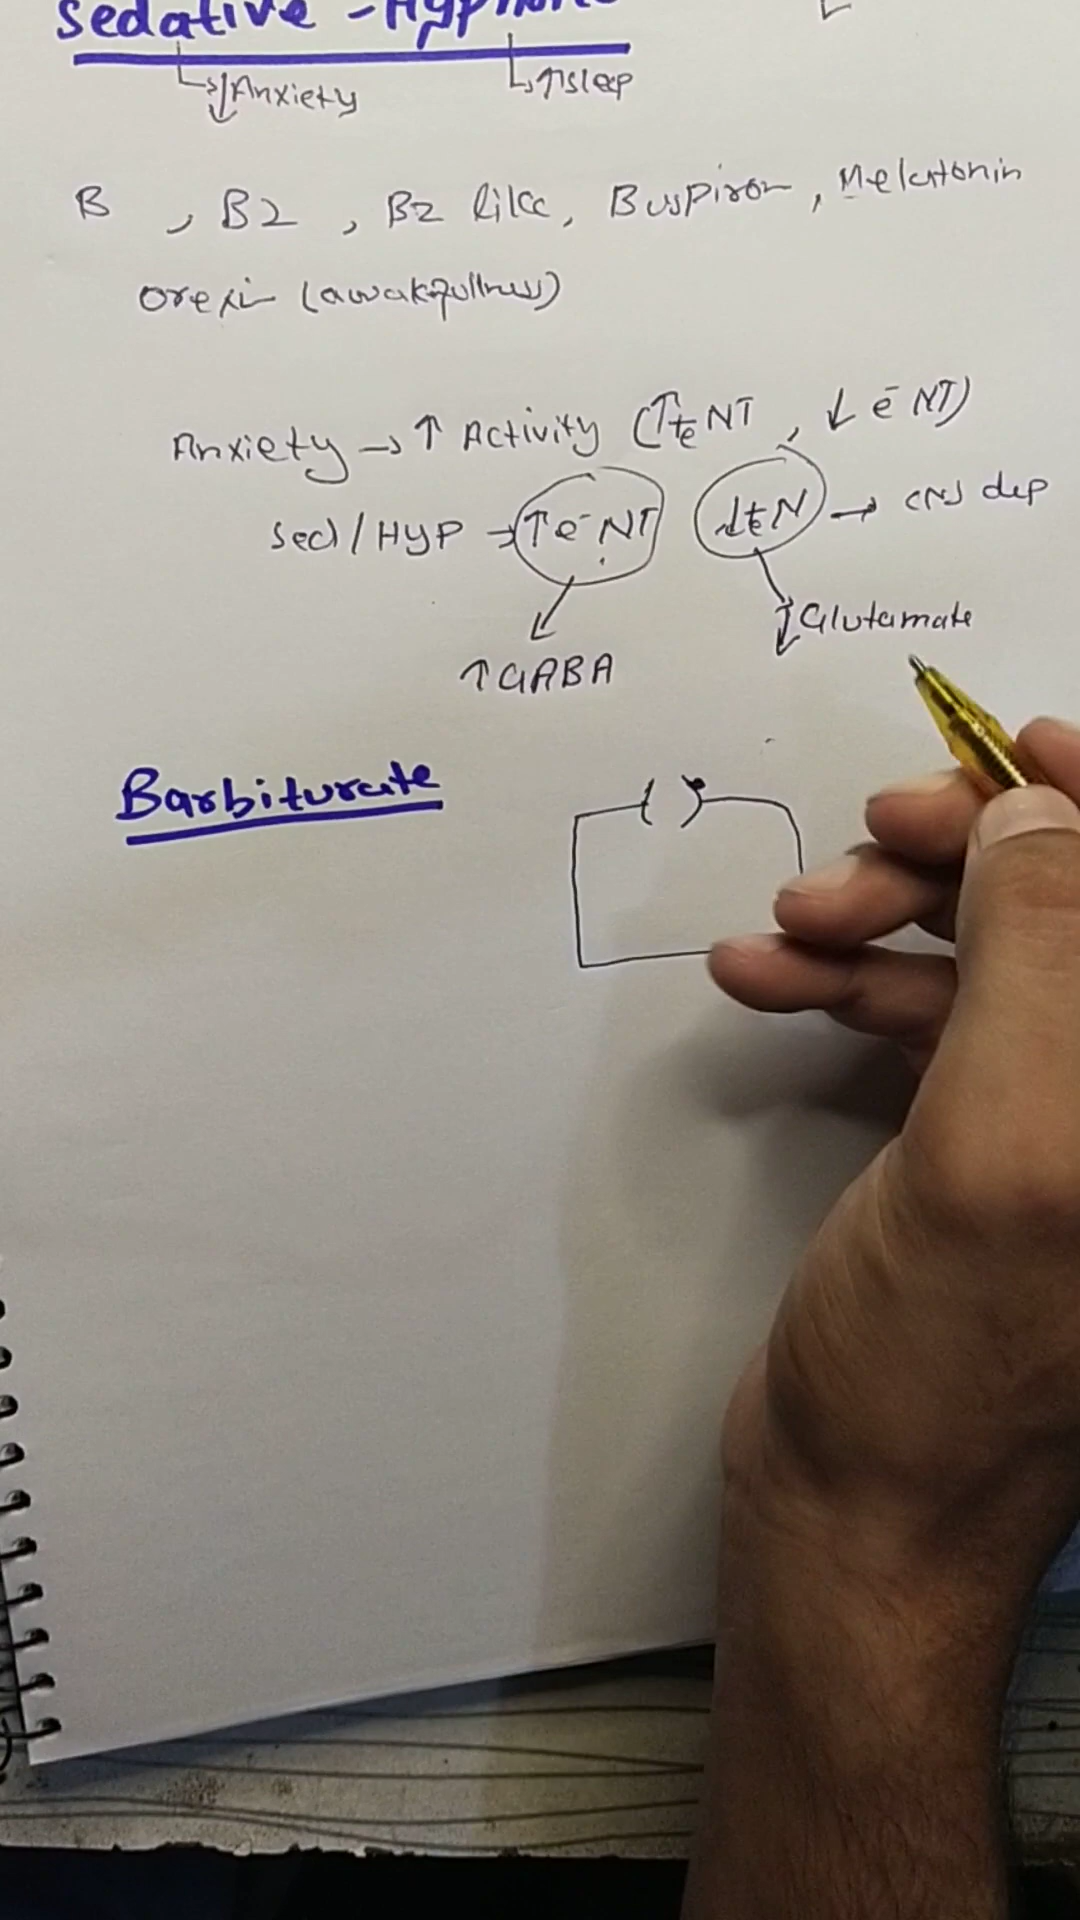 Sedative - Hypnotic
↓ Anxiety ↑ sleep
B , BZ , BZ like, Buspiron, Melatonin
Orexin (awakefullness)
Anxiety → ↑ Activity (↑ +e NT , ↓ e- NT)
Sed / HYP → ↑ e- NT ↓ +e N → CNS dep
↑ GABA ↓ Glutamate
Barbiturate